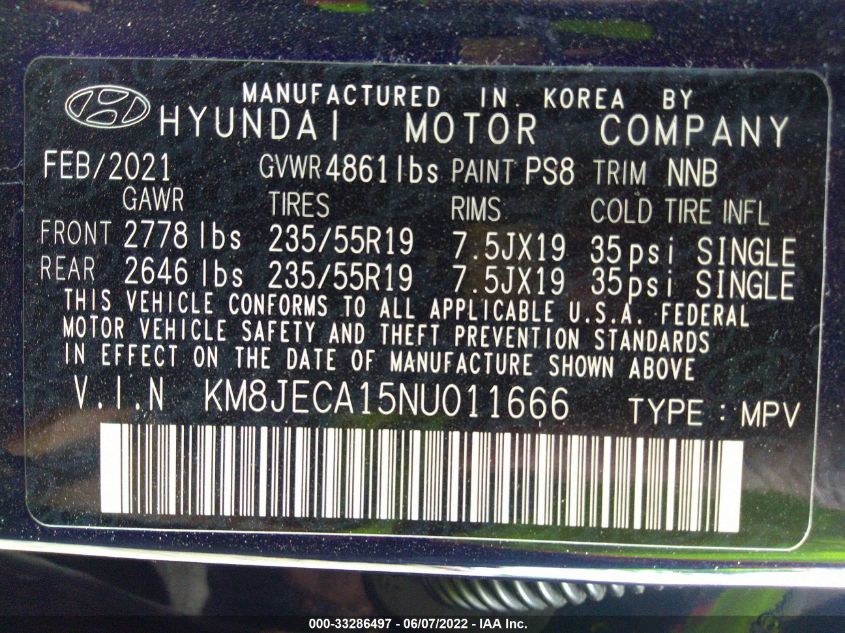 MANUFACTURED IN KOREA BY
HYUNDAI MOTOR COMPANY
FEB/2021 GVWR 4861 lbs PAINT PS8 TRIM NNB
GAWR TIRES RIMS COLD TIRE INFL
FRONT 2778 lbs 235/55R19 7.5JX19 35psi SINGLE
REAR 2646 lbs 235/55R19 7.5JX19 35psi SINGLE
THIS VEHICLE CONFORMS TO ALL APPLICABLE U.S.A. FEDERAL
MOTOR VEHICLE SAFETY AND THEFT PREVENTION STANDARDS
IN EFFECT ON THE DATE OF MANUFACTURE SHOWN ABOVE
V.I.N KM8JECA15NU011666 TYPE : MPV
000-33286497 - 06/07/2022 - IAA Inc.